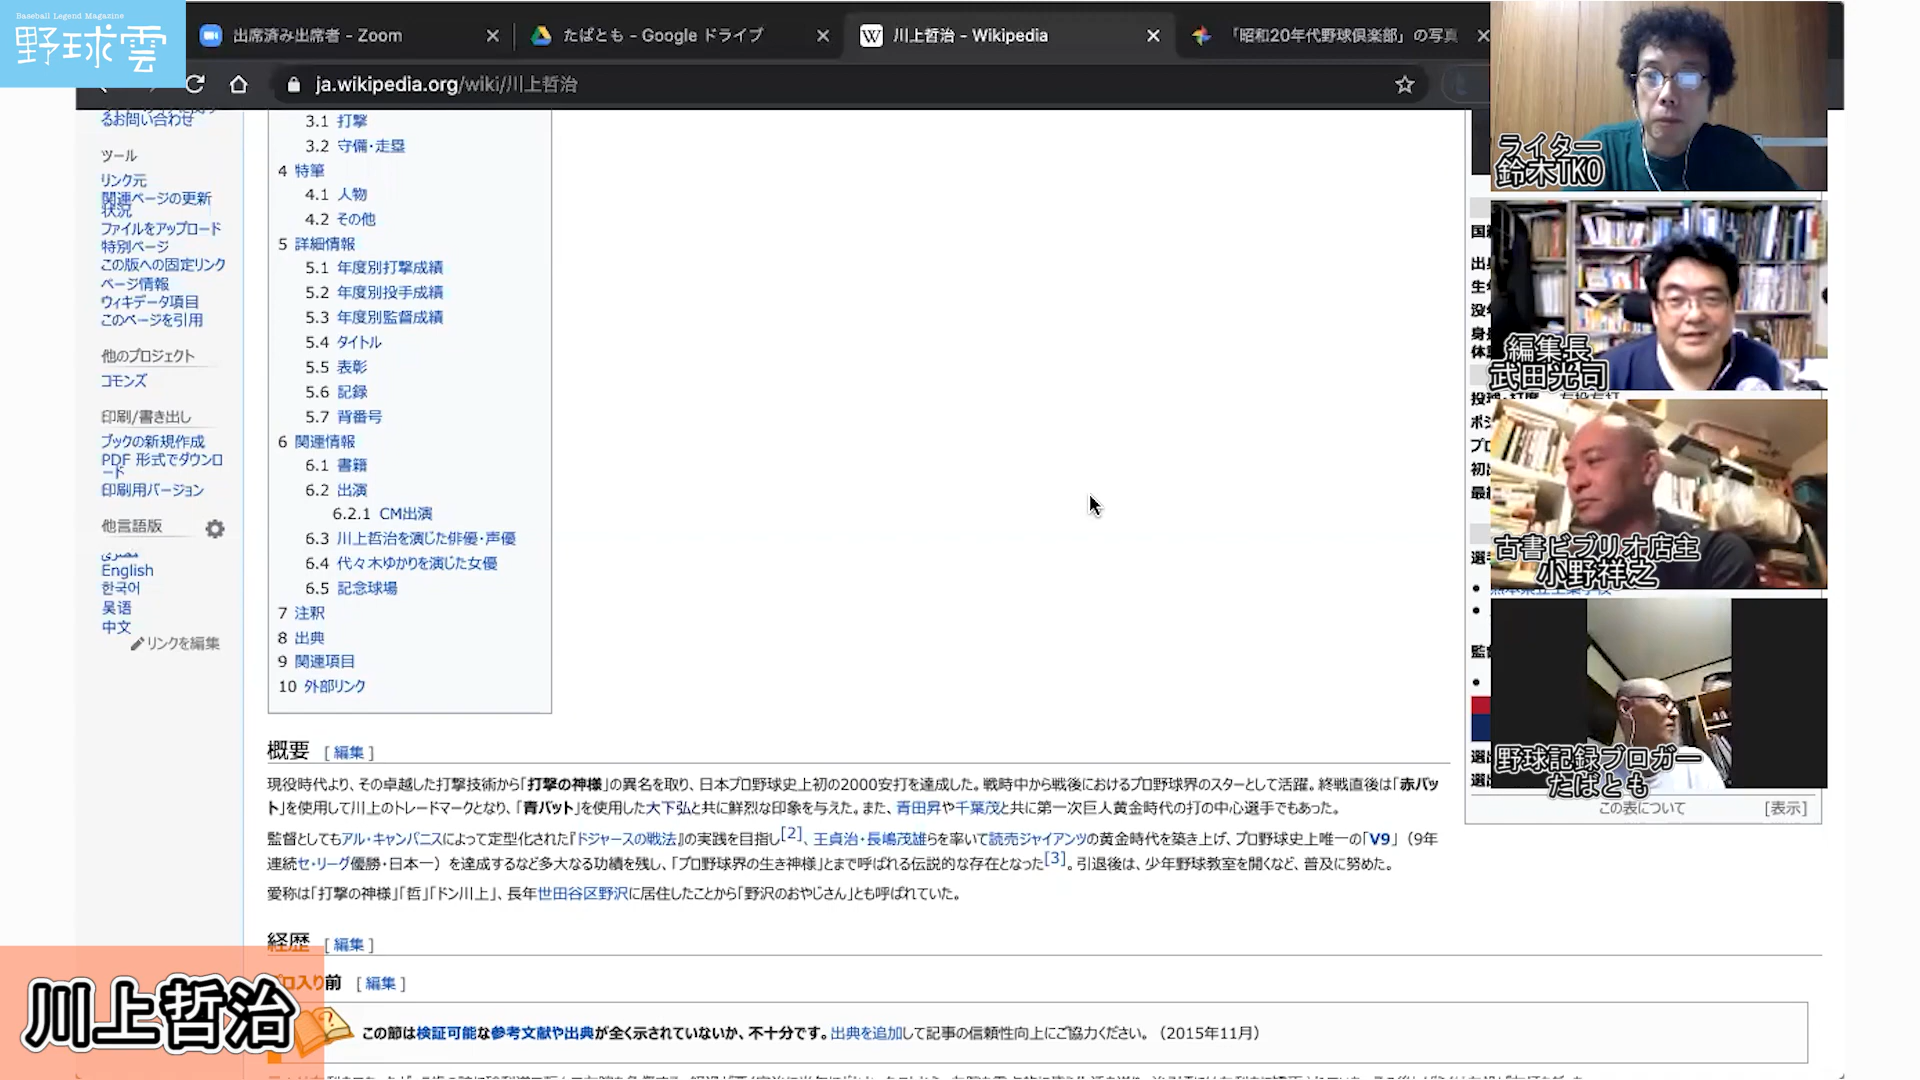 Baseball Legend Magazine
野球雲
出席済み出席者 - Zoom
たばとも - Google ドライブ
川上哲治 - Wikipedia
「昭和20年代野球倶楽部」の写真
ja.wikipedia.org/wiki/川上哲治
るお問い合わせ
ツール
リンク元
関連ページの更新
状況
ファイルをアップロード
特別ページ
この版への固定リンク
ページ情報
ウィキデータ項目
このページを引用
他のプロジェクト
コモンズ
印刷/書き出し
ブックの新規作成
PDF 形式でダウンロ
ード
印刷用バージョン
他言語版
مصرى
English
한국어
吴语
中文
リンクを編集
3.1 打撃
3.2 守備・走塁
4 特筆
4.1 人物
4.2 その他
5 詳細情報
5.1 年度別打撃成績
5.2 年度別投手成績
5.3 年度別監督成績
5.4 タイトル
5.5 表彰
5.6 記録
5.7 背番号
6 関連情報
6.1 書籍
6.2 出演
6.2.1 CM出演
6.3 川上哲治を演じた俳優・声優
6.4 代々木ゆかりを演じた女優
6.5 記念球場
7 注釈
8 出典
9 関連項目
10 外部リンク
概要 [ 編集 ]
現役時代より、その卓越した打撃技術から「打撃の神様」の異名を取り、日本プロ野球史上初の2000安打を達成した。戦時中から戦後におけるプロ野球界のスターとして活躍。終戦直後は「赤バッ
ト」を使用して川上のトレードマークとなり、「青バット」を使用した大下弘と共に鮮烈な印象を与えた。また、青田昇や千葉茂と共に第一次巨人黄金時代の打の中心選手でもあった。
監督としてもアル・キャンパニスによって定型化された『ドジャースの戦法』の実践を目指し[2]、王貞治・長嶋茂雄らを率いて読売ジャイアンツの黄金時代を築き上げ、プロ野球史上唯一の「V9」（9年
連続セ・リーグ優勝・日本一）を達成するなど多大なる功績を残し、「プロ野球界の生き神様」とまで呼ばれる伝説的な存在となった[3]。引退後は、少年野球教室を開くなど、普及に努めた。
愛称は「打撃の神様」「哲」「ドン川上」、長年世田谷区野沢に居住したことから「野沢のおやじさん」とも呼ばれていた。
経歴 [ 編集 ]
プロ入り前 [ 編集 ]
この節は検証可能な参考文献や出典が全く示されていないか、不十分です。出典を追加して記事の信頼性向上にご協力ください。（2015年11月）
川上哲治
ライター
鈴木TKO
編集長
武田光司
古書ビブリオ店主
小野祥之
野球記録ブロガー
たばとも
この表について [表示]